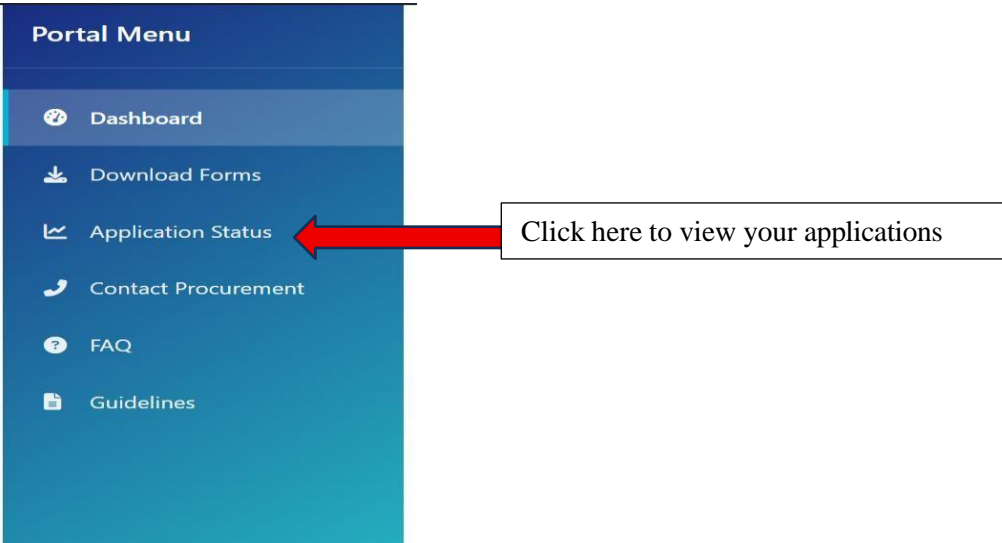 Portal Menu
Dashboard
Download Forms
Application Status
Click here to view your applications
Contact Procurement
FAQ
Guidelines